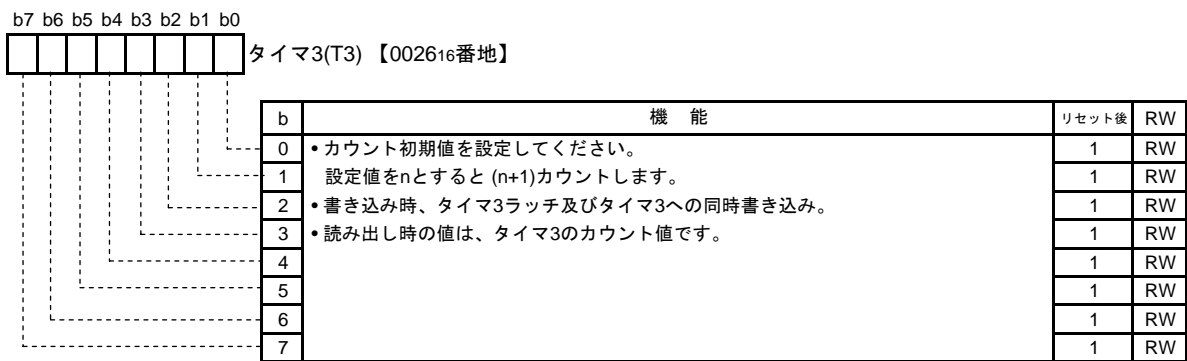 b7 b6 b5 b4 b3 b2 b1 b0
タイマ3(T3) 【002616番地】
b 機 能 リセット後 RW
0 • カウント初期値を設定してください。 1 RW
1 設定値をnとすると (n+1)カウントします。 1 RW
2 • 書き込み時、タイマ3ラッチ及びタイマ3への同時書き込み。 1 RW
3 • 読み出し時の値は、タイマ3のカウント値です。 1 RW
4 1 RW
5 1 RW
6 1 RW
7 1 RW